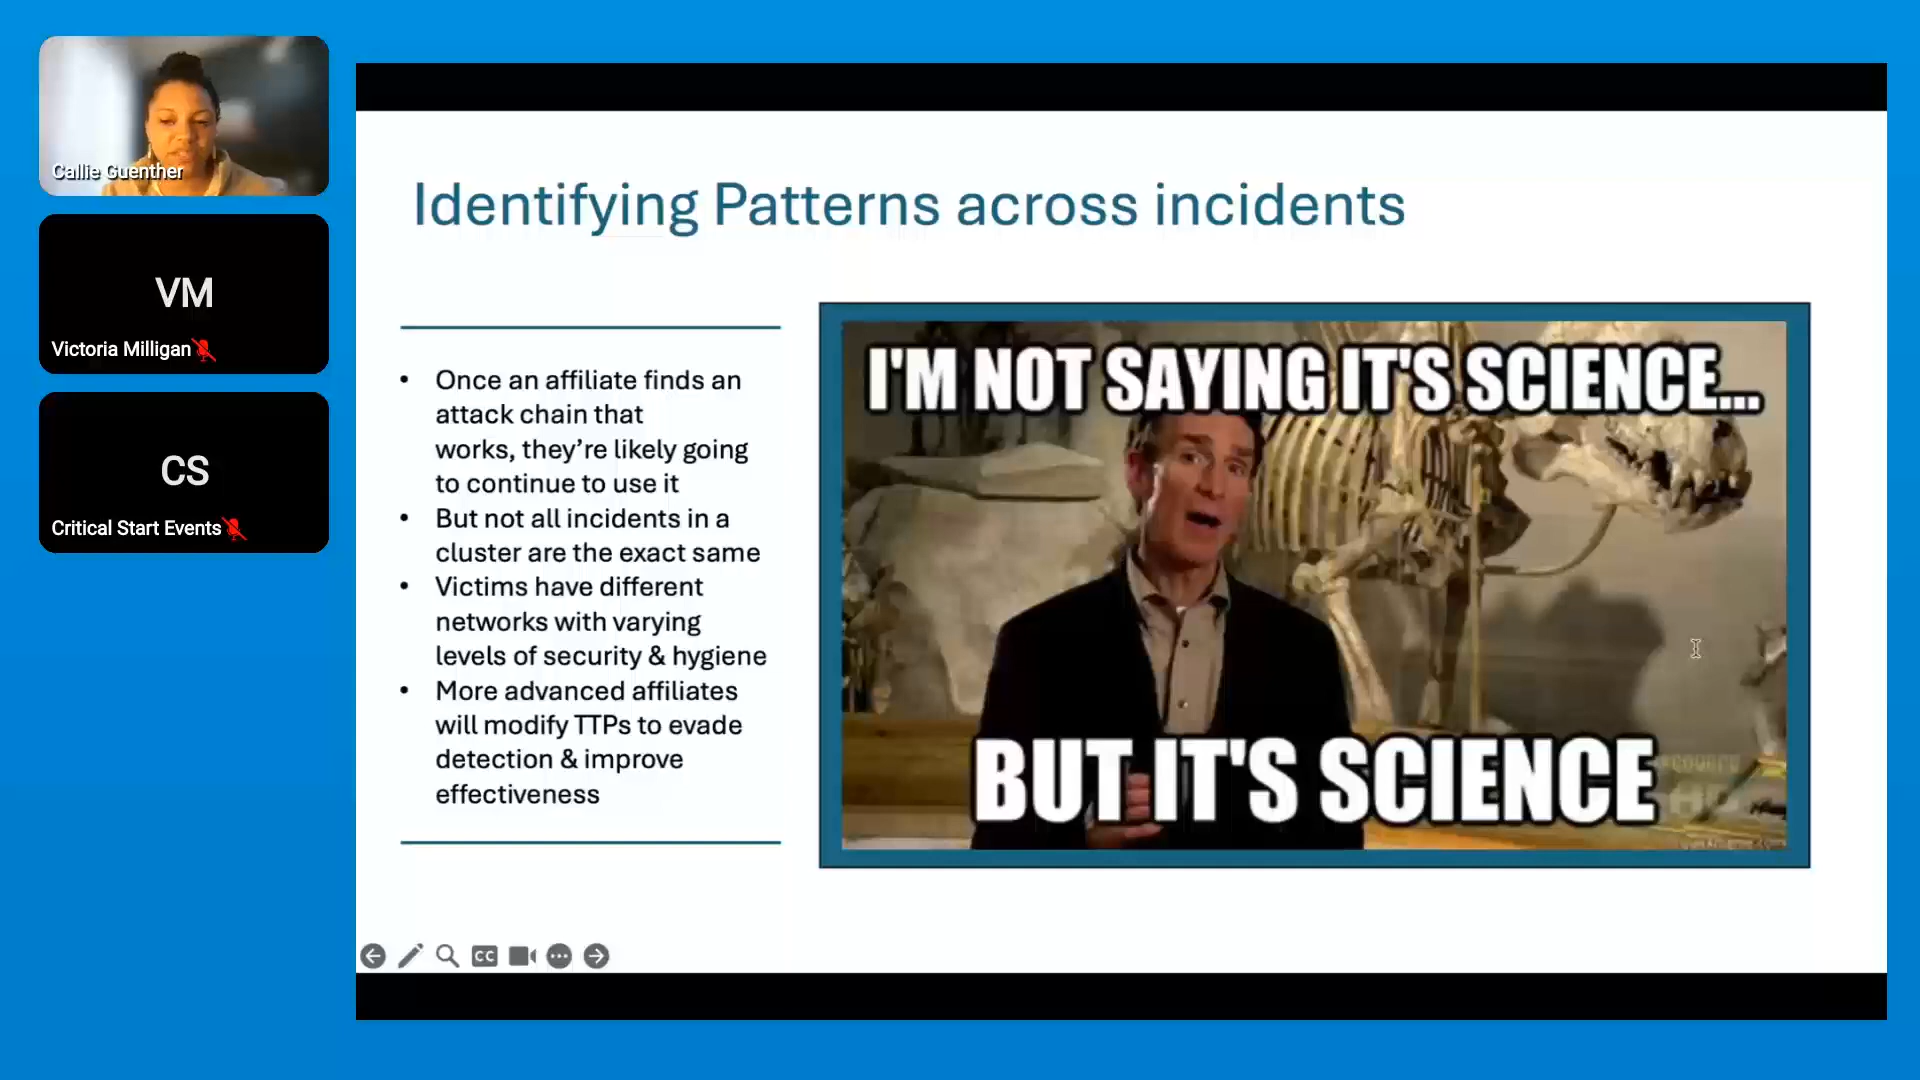 Callie Guenther
VM
Victoria Milligan
CS
Critical Start Events
Identifying Patterns across incidents
• Once an affiliate finds an
attack chain that
works, they’re likely going
to continue to use it
• But not all incidents in a
cluster are the exact same
• Victims have different
networks with varying
levels of security & hygiene
• More advanced affiliates
will modify TTPs to evade
detection & improve
effectiveness
I'M NOT SAYING IT'S SCIENCE...
BUT IT'S SCIENCE
CC